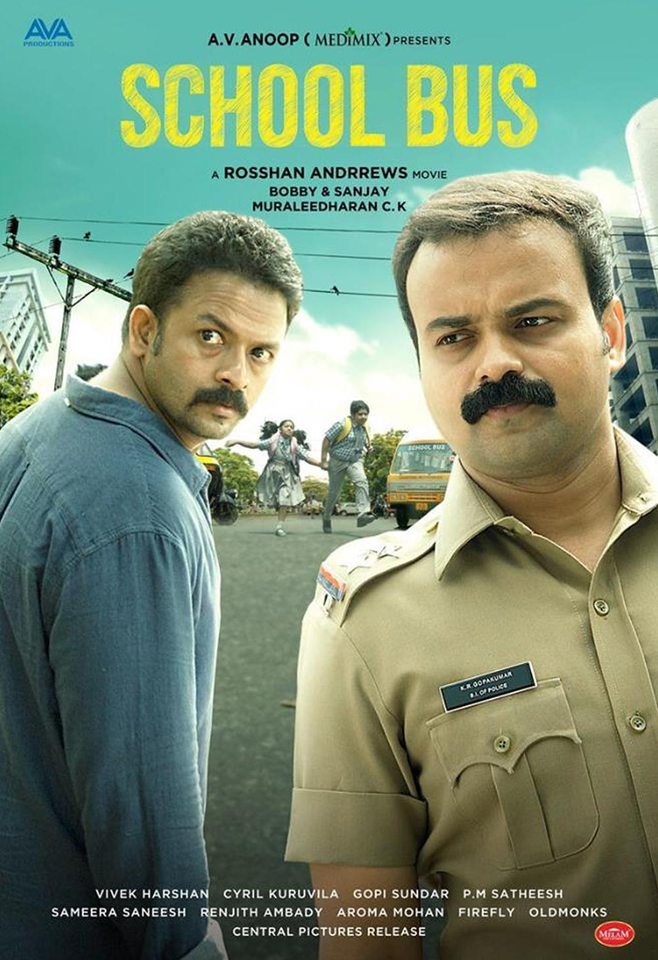 AVA
PRODUCTIONS
A.V.ANOOP ( MEDIMIX ) PRESENTS
SCHOOL BUS
A ROSSHAN ANDRREWS MOVIE
BOBBY & SANJAY
MURALEEDHARAN C.K
SCHOOL BUS
K.R.GOPAKUMAR
S.I. OF POLICE
VIVEK HARSHAN CYRIL KURUVILA GOPI SUNDAR P.M SATHEESH
SAMEERA SANEESH RENJITH AMBADY AROMA MOHAN FIREFLY OLDMONKS
CENTRAL PICTURES RELEASE
MELAM